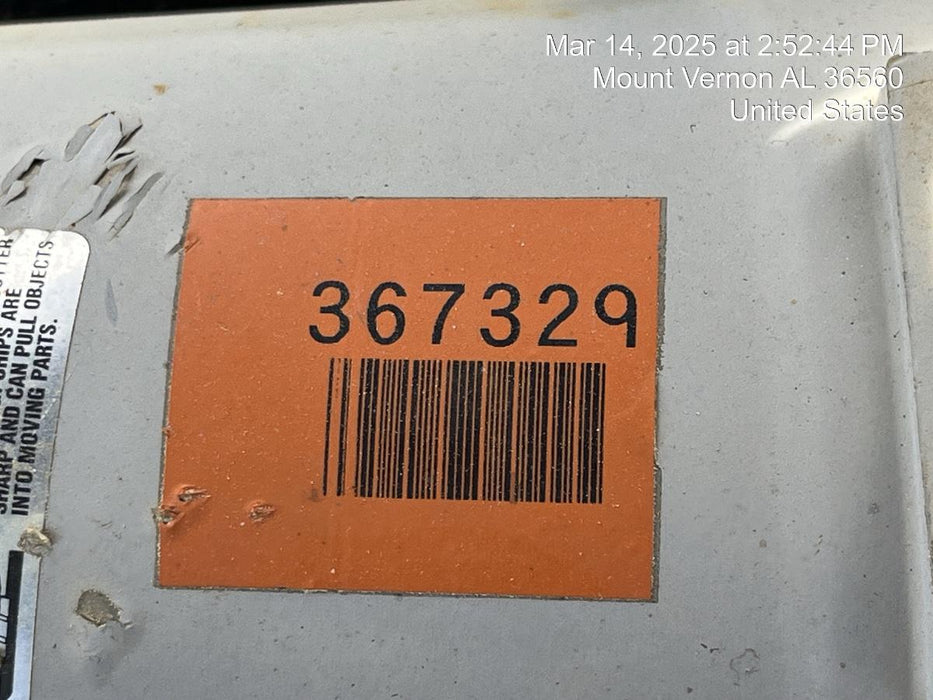 Mar 14, 2025 at 2:52:44 PM
Mount Vernon AL 36560
United States
367329
ARE
SHARP AND CAN PULL OBJECTS
INTO MOVING PARTS.